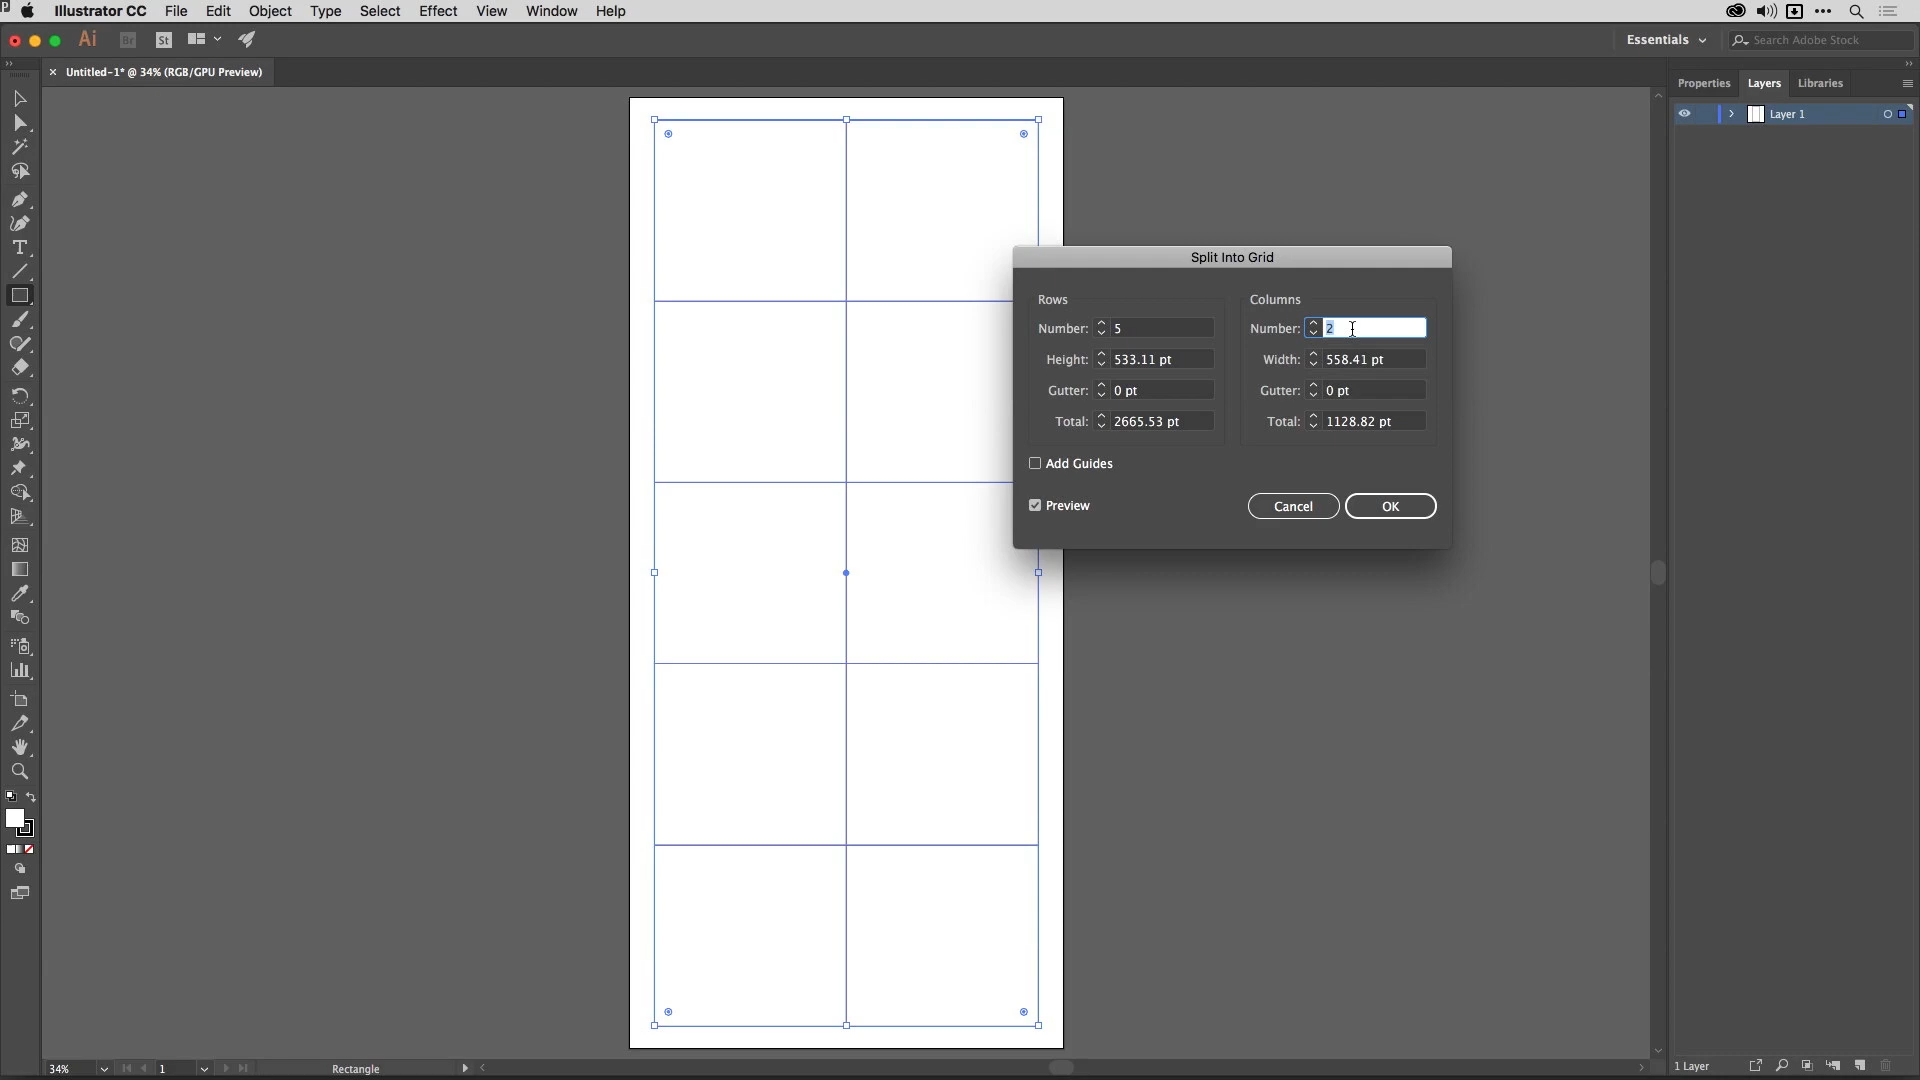 Illustrator CC File Edit Object Type Select Effect View Window Help
Ai Br St Essentials Search Adobe Stock
× Untitled-1* @ 34% (RGB/GPU Preview)
Properties Layers Libraries
Layer 1
Split Into Grid
Rows Columns
Number: 5 Number: 2
Height: 533.11 pt Width: 558.41 pt
Gutter: 0 pt Gutter: 0 pt
Total: 2665.53 pt Total: 1128.82 pt
Add Guides
Preview Cancel OK
34% 1 Rectangle 1 Layer